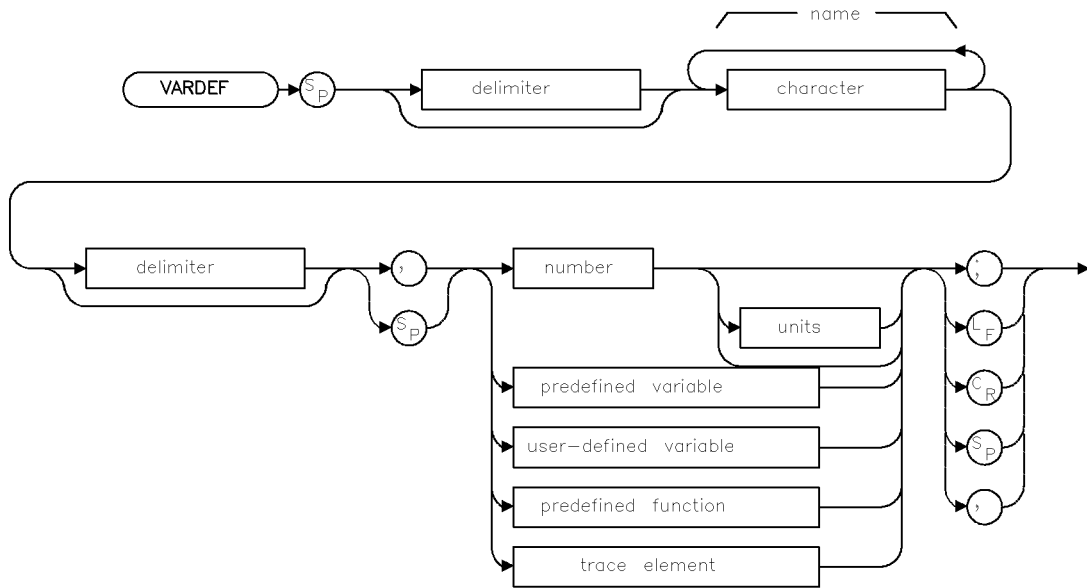 name
VARDEF SP delimiter character
delimiter , number ;
SP units LF
predefined variable CR
user-defined variable SP
predefined function ,
trace element